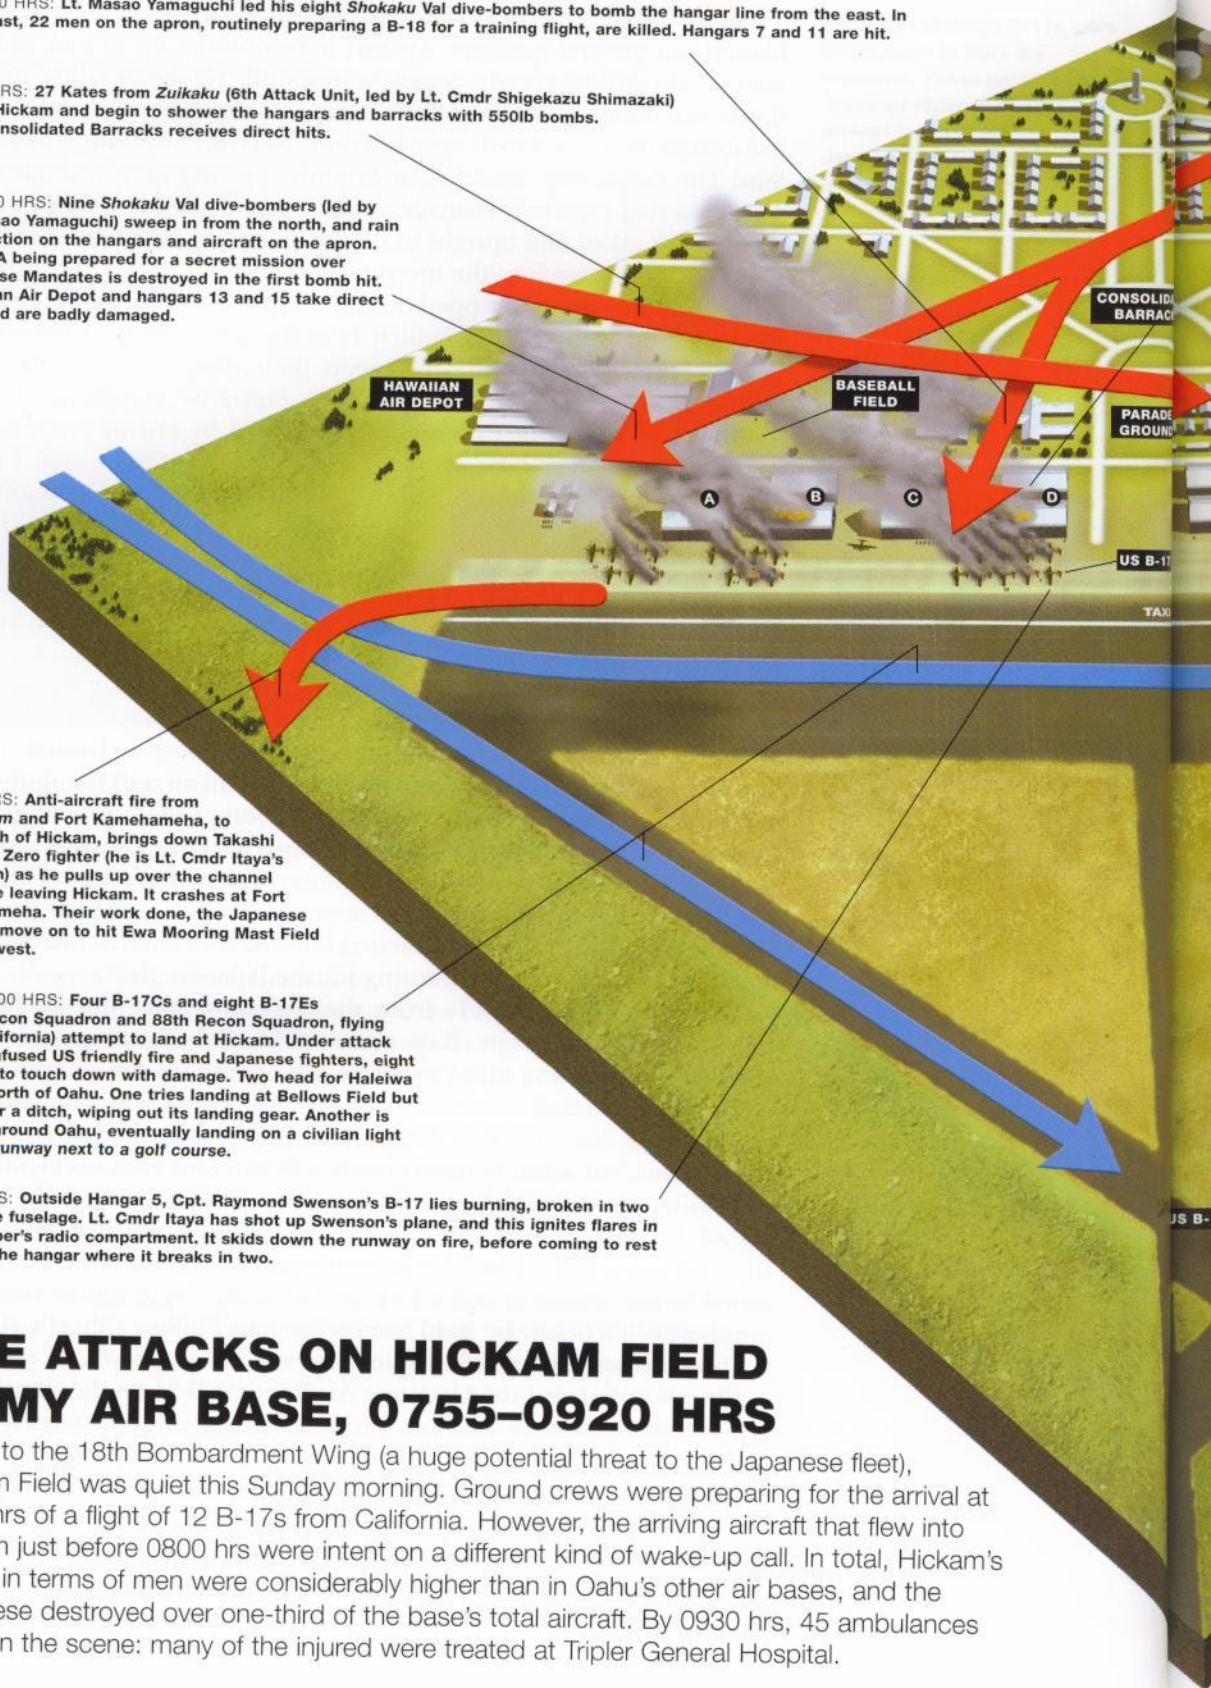 0 HRS: Lt. Masao Yamaguchi led his eight Shokaku Val dive-bombers to bomb the hangar line from the east. In
ast, 22 men on the apron, routinely preparing a B-18 for a training flight, are killed. Hangars 7 and 11 are hit.
RS: 27 Kates from Zuikaku (6th Attack Unit, led by Lt. Cmdr Shigekazu Shimazaki)
Hickam and begin to shower the hangars and barracks with 550lb bombs.
nsolidated Barracks receives direct hits.
0 HRS: Nine Shokaku Val dive-bombers (led by
sao Yamaguchi) sweep in from the north, and rain
ction on the hangars and aircraft on the apron.
A being prepared for a secret mission over
se Mandates is destroyed in the first bomb hit.
an Air Depot and hangars 13 and 15 take direct
d are badly damaged.
CONSOLIDA
BARRAC
HAWAIIAN
AIR DEPOT
BASEBALL
FIELD
PARADE
GROUND
A
B
C
D
US B-17
TAXI
S: Anti-aircraft fire from
m and Fort Kamehameha, to
h of Hickam, brings down Takashi
Zero fighter (he is Lt. Cmdr Itaya's
n) as he pulls up over the channel
e leaving Hickam. It crashes at Fort
meha. Their work done, the Japanese
move on to hit Ewa Mooring Mast Field
west.
00 HRS: Four B-17Cs and eight B-17Es
con Squadron and 88th Recon Squadron, flying
ifornia) attempt to land at Hickam. Under attack
fused US friendly fire and Japanese fighters, eight
to touch down with damage. Two head for Haleiwa
orth of Oahu. One tries landing at Bellows Field but
r a ditch, wiping out its landing gear. Another is
round Oahu, eventually landing on a civilian light
unway next to a golf course.
S: Outside Hangar 5, Cpt. Raymond Swenson's B-17 lies burning, broken in two
e fuselage. Lt. Cmdr Itaya has shot up Swenson's plane, and this ignites flares in
ber's radio compartment. It skids down the runway on fire, before coming to rest
he hangar where it breaks in two.
US B-
E ATTACKS ON HICKAM FIELD
MY AIR BASE, 0755–0920 HRS
to the 18th Bombardment Wing (a huge potential threat to the Japanese fleet),
n Field was quiet this Sunday morning. Ground crews were preparing for the arrival at
hrs of a flight of 12 B-17s from California. However, the arriving aircraft that flew into
n just before 0800 hrs were intent on a different kind of wake-up call. In total, Hickam's
in terms of men were considerably higher than in Oahu's other air bases, and the
ese destroyed over one-third of the base's total aircraft. By 0930 hrs, 45 ambulances
n the scene: many of the injured were treated at Tripler General Hospital.